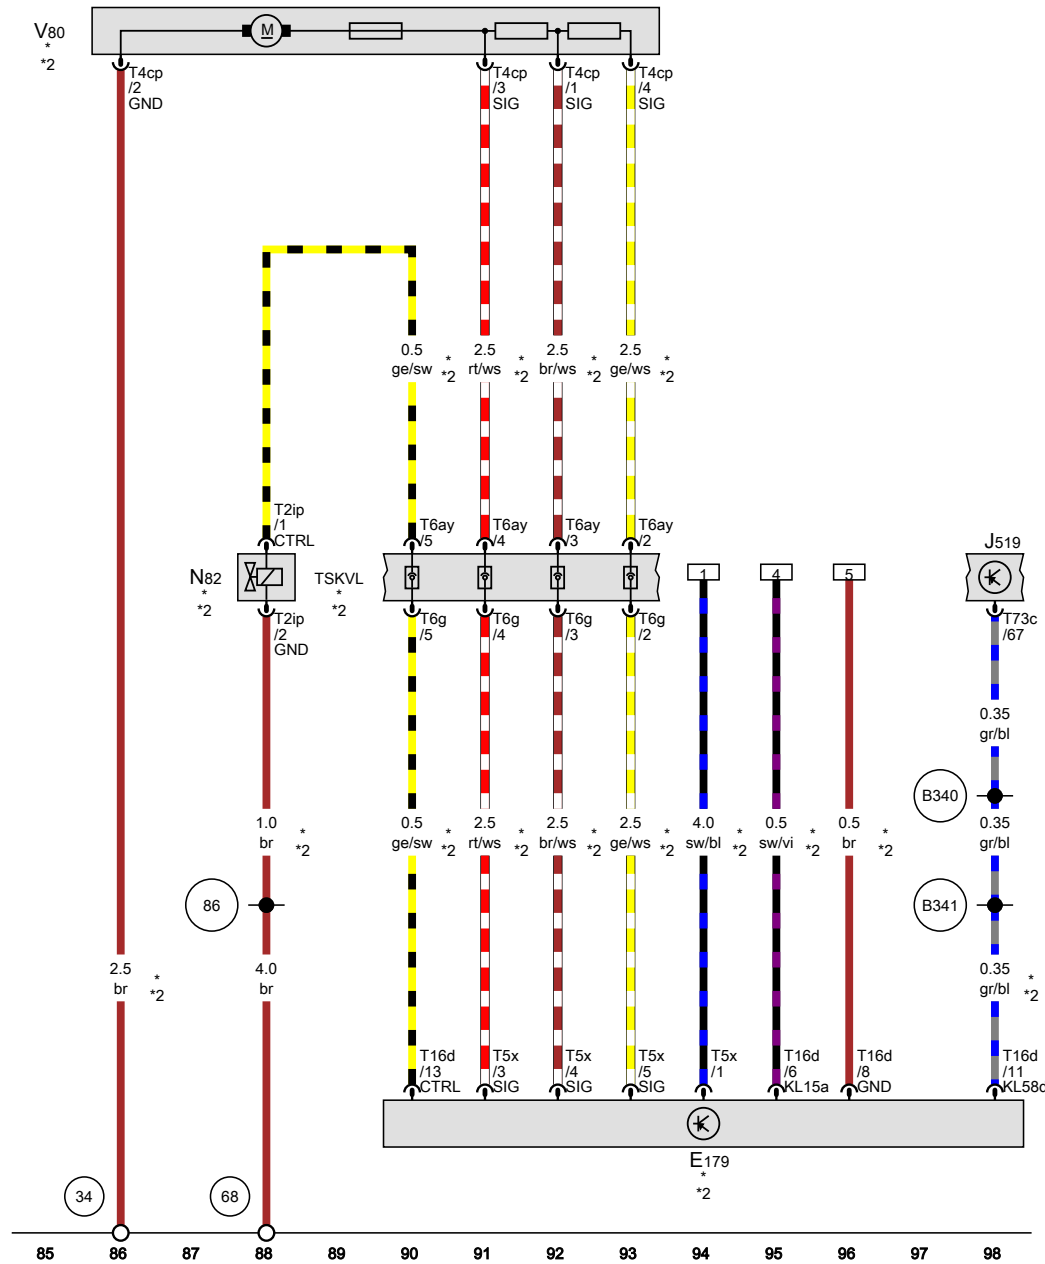 V80
*
*2
M
T4cp
/2
GND
T4cp
/3
SIG
T4cp
/1
SIG
T4cp
/4
SIG
0.5
ge/sw
*
*2
2.5
rt/ws
*
*2
2.5
br/ws
*
*2
2.5
ge/ws
*
*2
T2ip
/1
CTRL
T6ay
/5
T6ay
/4
T6ay
/3
T6ay
/2
N82
*
*2
TSKVL
*
*2
1
4
5
J519
T2ip
/2
GND
T6g
/5
T6g
/4
T6g
/3
T6g
/2
T73c
/67
0.35
gr/bl
B340
1.0
br
*
*2
0.5
ge/sw
*
*2
2.5
rt/ws
*
*2
2.5
br/ws
*
*2
2.5
ge/ws
*
*2
4.0
sw/bl
*
*2
0.5
sw/vi
*
*2
0.5
br
*
*2
0.35
gr/bl
86
B341
2.5
br
*
*2
4.0
br
0.35
gr/bl
*
*2
T16d
/13
CTRL
T5x
/3
SIG
T5x
/4
SIG
T5x
/5
SIG
T5x
/1
T16d
/6
KL15a
T16d
/8
GND
T16d
/11
KL58d
E179
*
*2
34
68
85 86 87 88 89 90 91 92 93 94 95 96 97 98